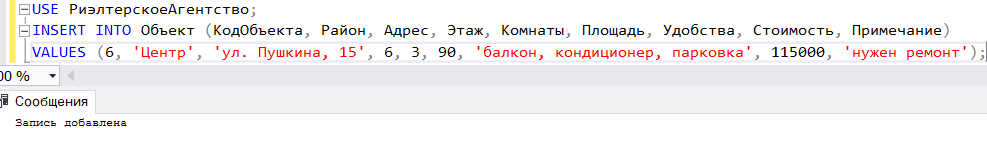 USE РиэлтерскоеАгентство;
INSERT INTO Объект (КодОбъекта, Район, Адрес, Этаж, Комнаты, Площадь, Удобства, Стоимость, Примечание)
VALUES (6, 'Центр', 'ул. Пушкина, 15', 6, 3, 90, 'балкон, кондиционер, парковка', 115000, 'нужен ремонт');
00 %
Сообщения
Запись добавлена